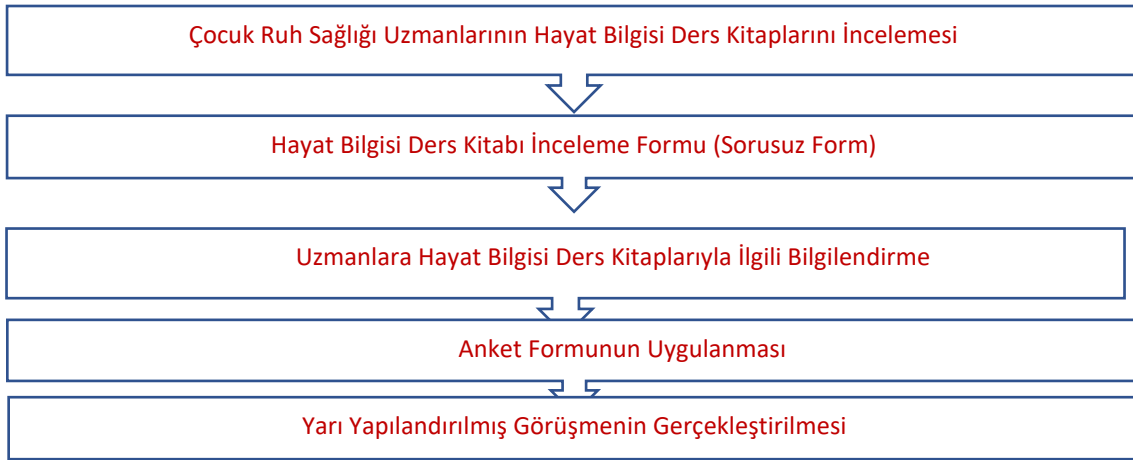 Çocuk Ruh Sağlığı Uzmanlarının Hayat Bilgisi Ders Kitaplarını İncelemesi
Hayat Bilgisi Ders Kitabı İnceleme Formu (Sorusuz Form)
Uzmanlara Hayat Bilgisi Ders Kitaplarıyla İlgili Bilgilendirme
Anket Formunun Uygulanması
Yarı Yapılandırılmış Görüşmenin Gerçekleştirilmesi